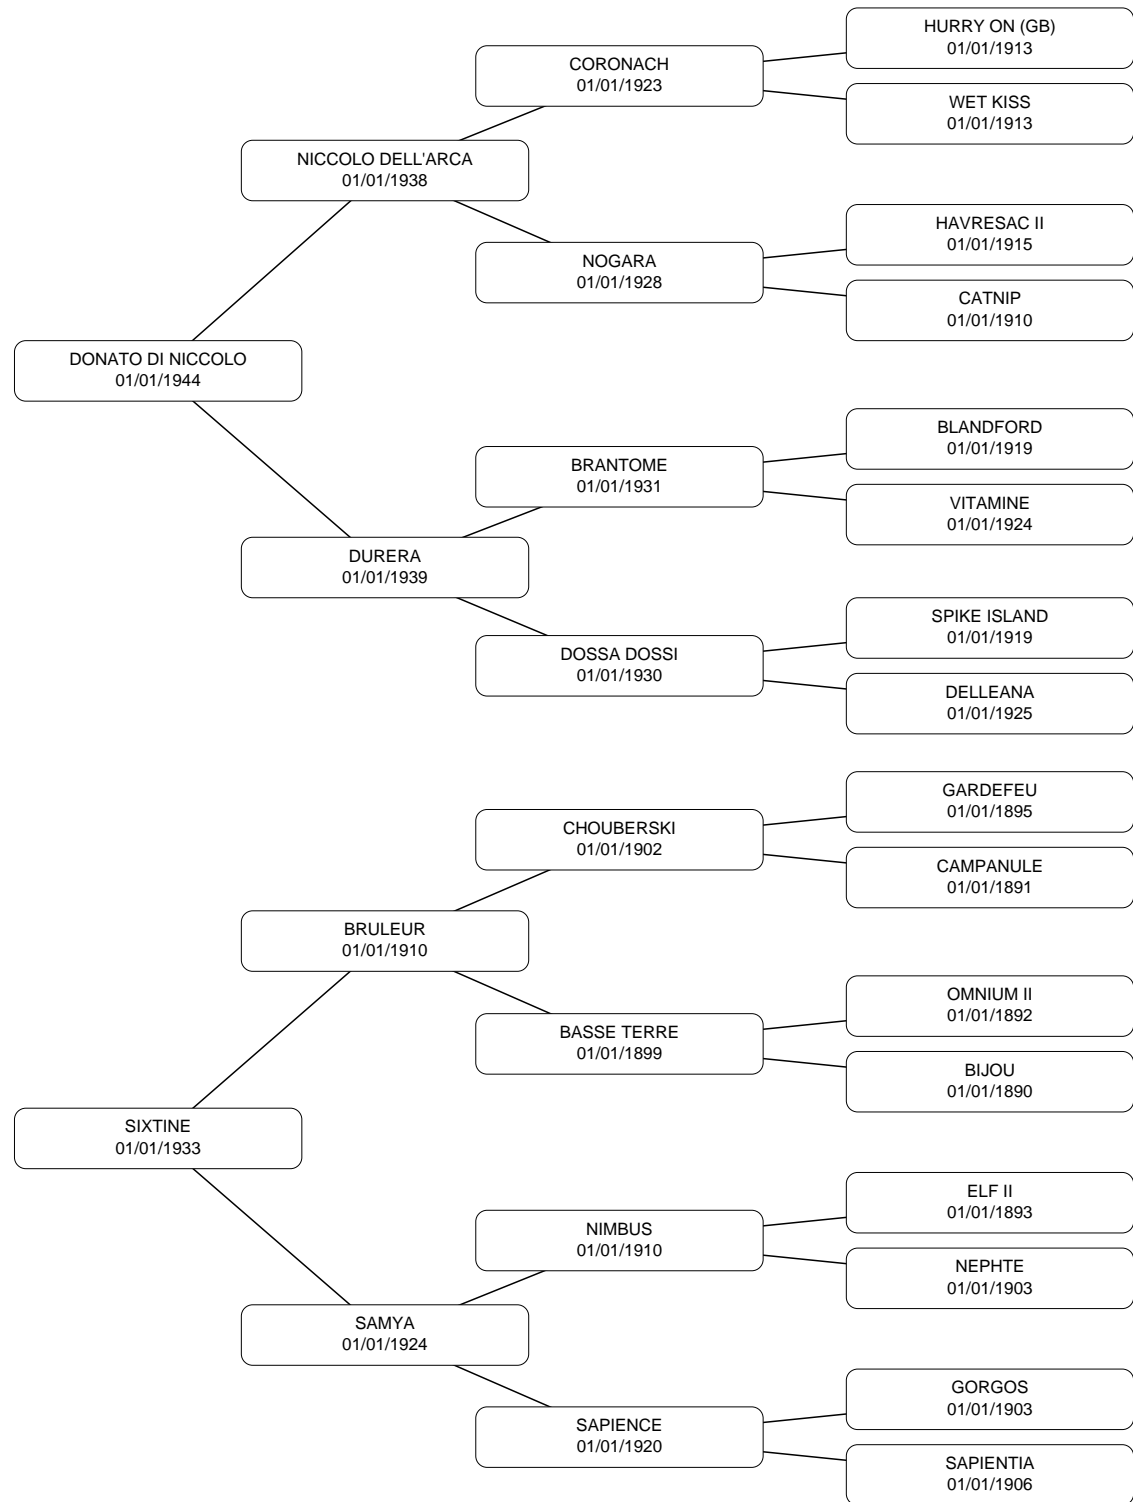 HURRY ON (GB)
01/01/1913
CORONACH
01/01/1923
WET KISS
01/01/1913
NICCOLO DELL'ARCA
01/01/1938
HAVRESAC II
01/01/1915
NOGARA
01/01/1928
CATNIP
01/01/1910
DONATO DI NICCOLO
01/01/1944
BLANDFORD
01/01/1919
BRANTOME
01/01/1931
VITAMINE
01/01/1924
DURERA
01/01/1939
SPIKE ISLAND
01/01/1919
DOSSA DOSSI
01/01/1930
DELLEANA
01/01/1925
GARDEFEU
01/01/1895
CHOUBERSKI
01/01/1902
CAMPANULE
01/01/1891
BRULEUR
01/01/1910
OMNIUM II
01/01/1892
BASSE TERRE
01/01/1899
BIJOU
01/01/1890
SIXTINE
01/01/1933
ELF II
01/01/1893
NIMBUS
01/01/1910
NEPHTE
01/01/1903
SAMYA
01/01/1924
GORGOS
01/01/1903
SAPIENCE
01/01/1920
SAPIENTIA
01/01/1906